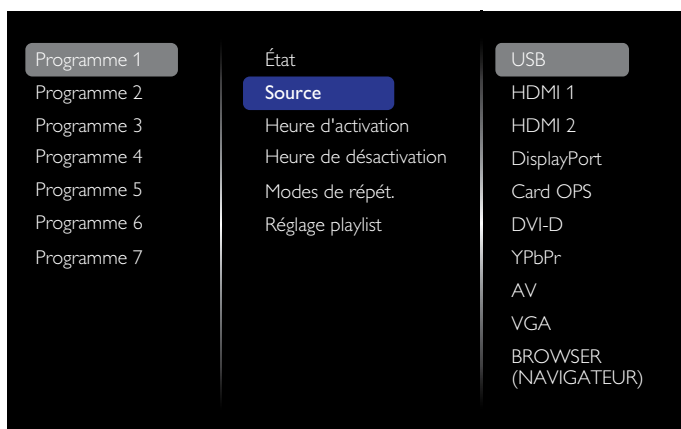 Programme 1
Programme 2
Programme 3
Programme 4
Programme 5
Programme 6
Programme 7
État
Source
Heure d'activation
Heure de désactivation
Modes de répét.
Réglage playlist
USB
HDMI 1
HDMI 2
DisplayPort
Card OPS
DVI-D
YPbPr
AV
VGA
BROWSER
(NAVIGATEUR)